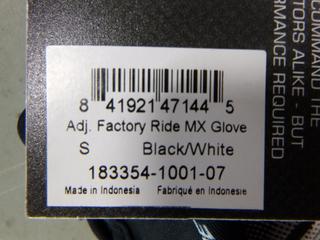 8 41921 47144 5
Adj. Factory Ride MX Glove
S Black/White
183354-1001-07
Made in Indonesia Fabriqué en Indonesie
COMMAND THE
TORS ALIKE - BUT
RMANCE REQUIRED